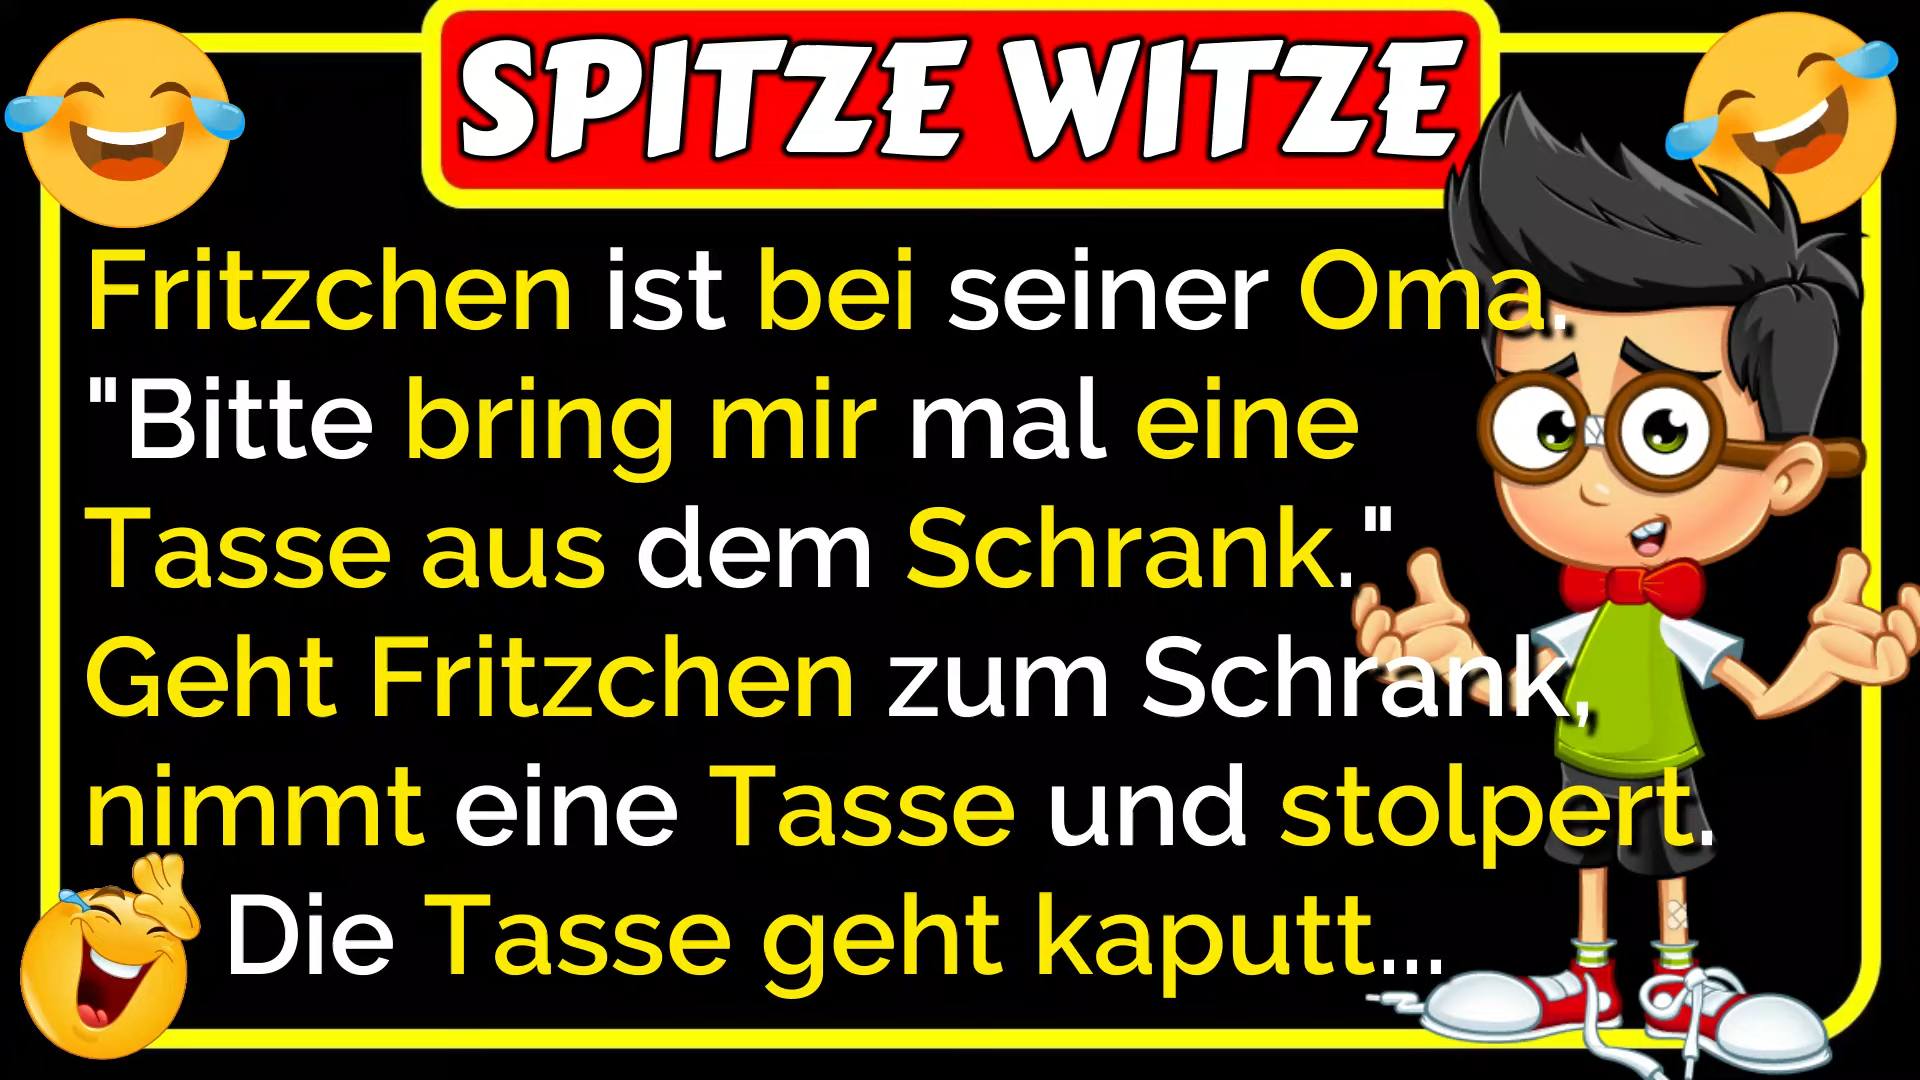 SPITZE WITZE
Fritzchen ist bei seiner Oma.
"Bitte bring mir mal eine
Tasse aus dem Schrank."
Geht Fritzchen zum Schrank,
nimmt eine Tasse und stolpert.
Die Tasse geht kaputt...